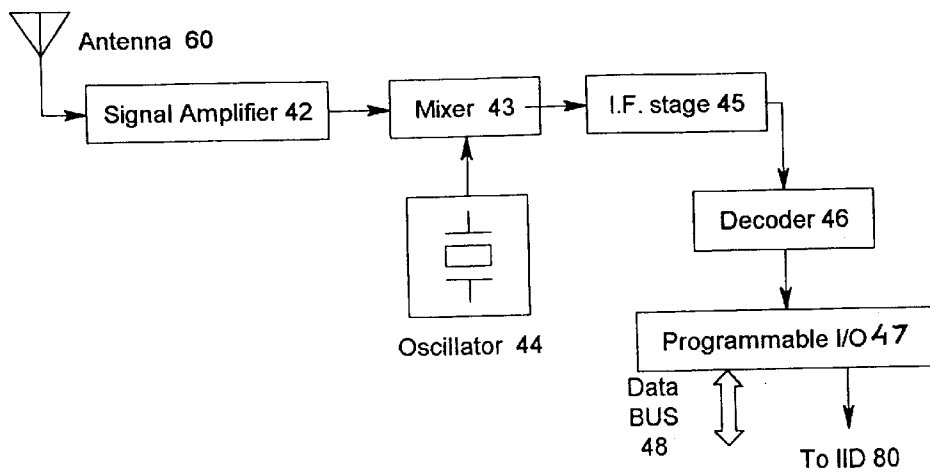 Antenna 60
Signal Amplifier 42
Mixer 43
I.F. stage 45
Decoder 46
Oscillator 44
Programmable I/O 47
Data
BUS
48
To IID 80